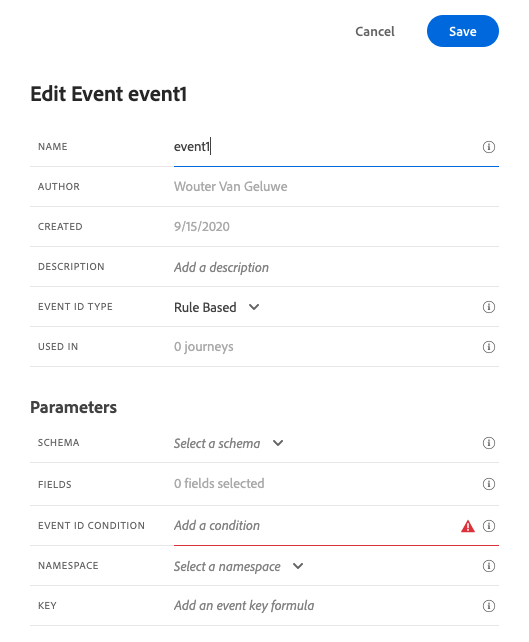 Cancel Save
Edit Event event1
NAME event1
AUTHOR Wouter Van Geluwe
CREATED 9/15/2020
DESCRIPTION Add a description
EVENT ID TYPE Rule Based
USED IN 0 journeys
Parameters
SCHEMA Select a schema
FIELDS 0 fields selected
EVENT ID CONDITION Add a condition
NAMESPACE Select a namespace
KEY Add an event key formula